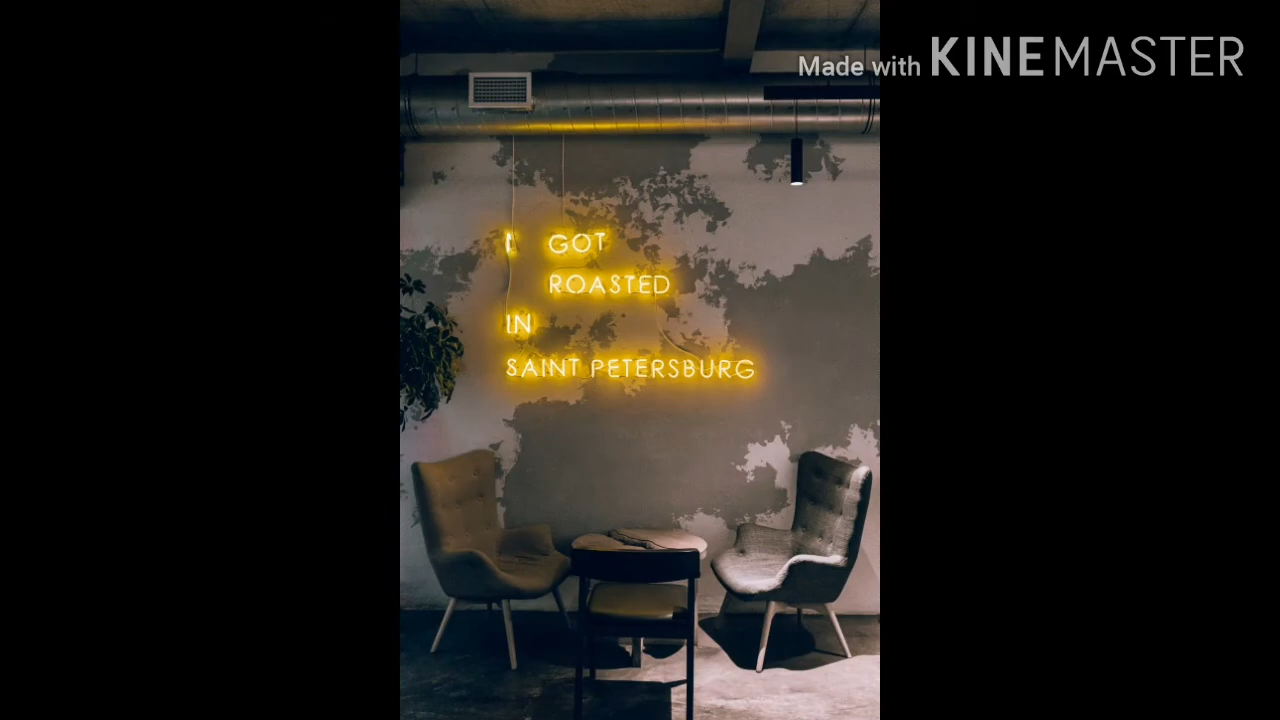 Made with KINEMASTER
I GOT
ROASTED
IN
SAINT PETERSBURG